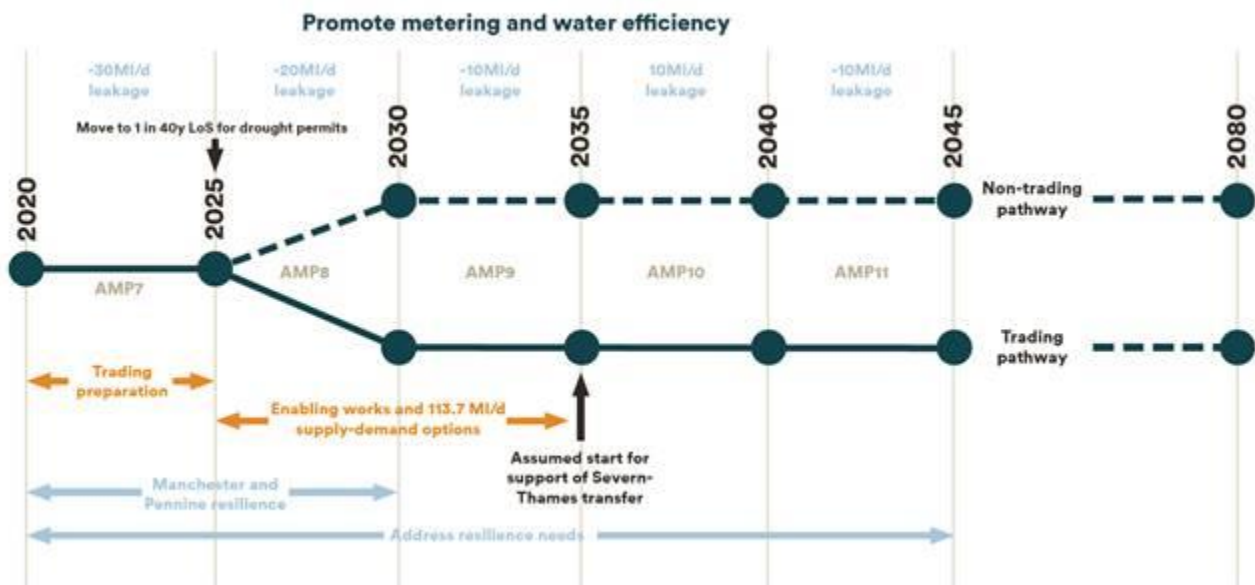 Promote metering and water efficiency
-30Ml/d
leakage
-20Ml/d
leakage
-10Ml/d
leakage
10Ml/d
leakage
-10Ml/d
leakage
Move to 1 in 40y LoS for drought permits
2020
2025
2030
2035
2040
2045
2080
Non-trading
pathway
AMP7
AMP8
AMP9
AMP10
AMP11
Trading
pathway
Trading
preparation
Enabling works and 113.7 Ml/d
supply-demand options
Assumed start for
support of Severn-
Thames transfer
Manchester and
Pennine resilience
Address resilience needs